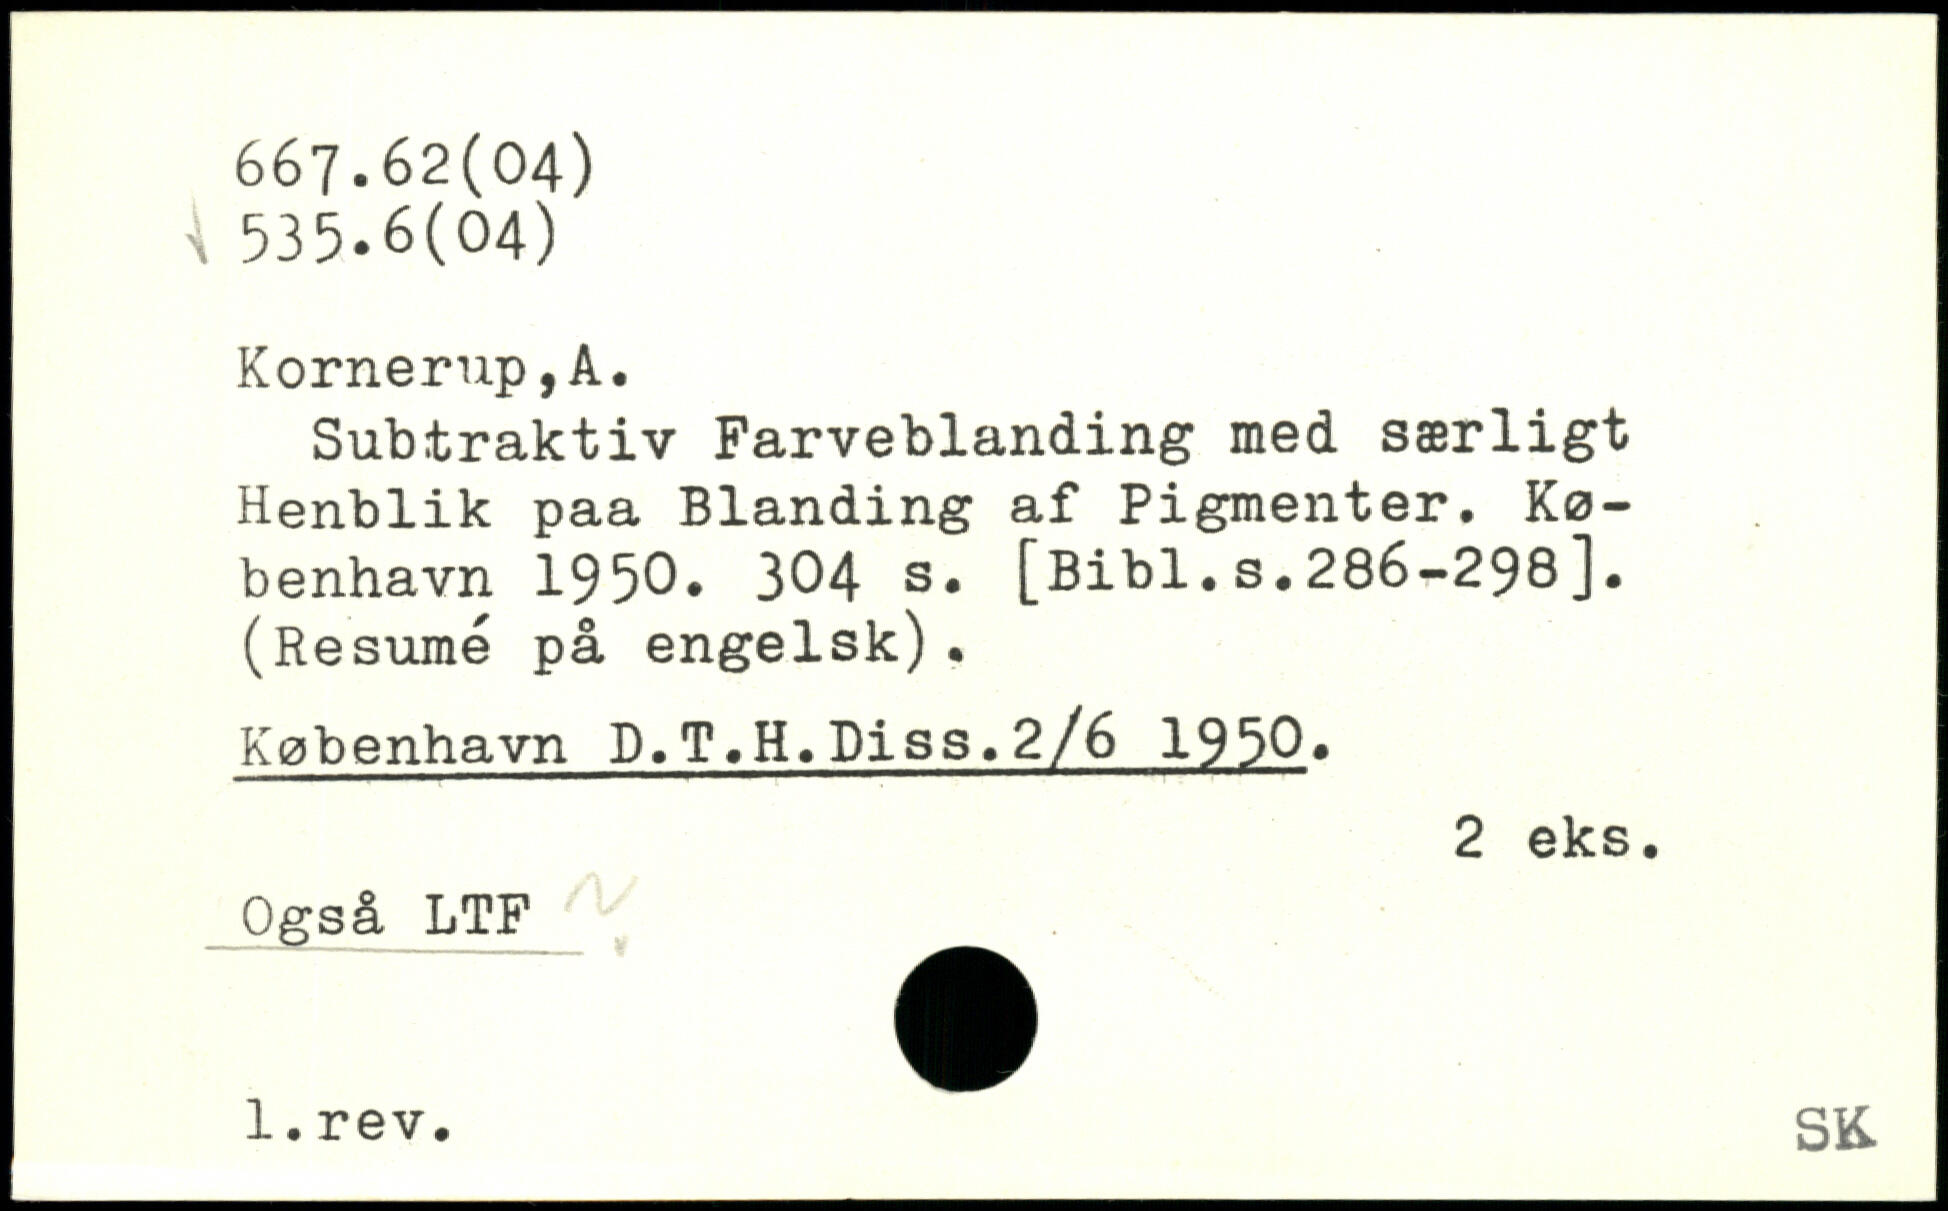 667.62(04)
535.6(04)
Kornerup,A.
Subtraktiv Farveblanding med særligt
Henblik paa Blanding af Pigmenter. Kø-
benhavn 1950. 304 s. [Bibl.s.286-298].
(Resumé på engelsk).
København D.T.H.Diss.2/6 1950.
2 eks.
Også LTF
1.rev.
SK